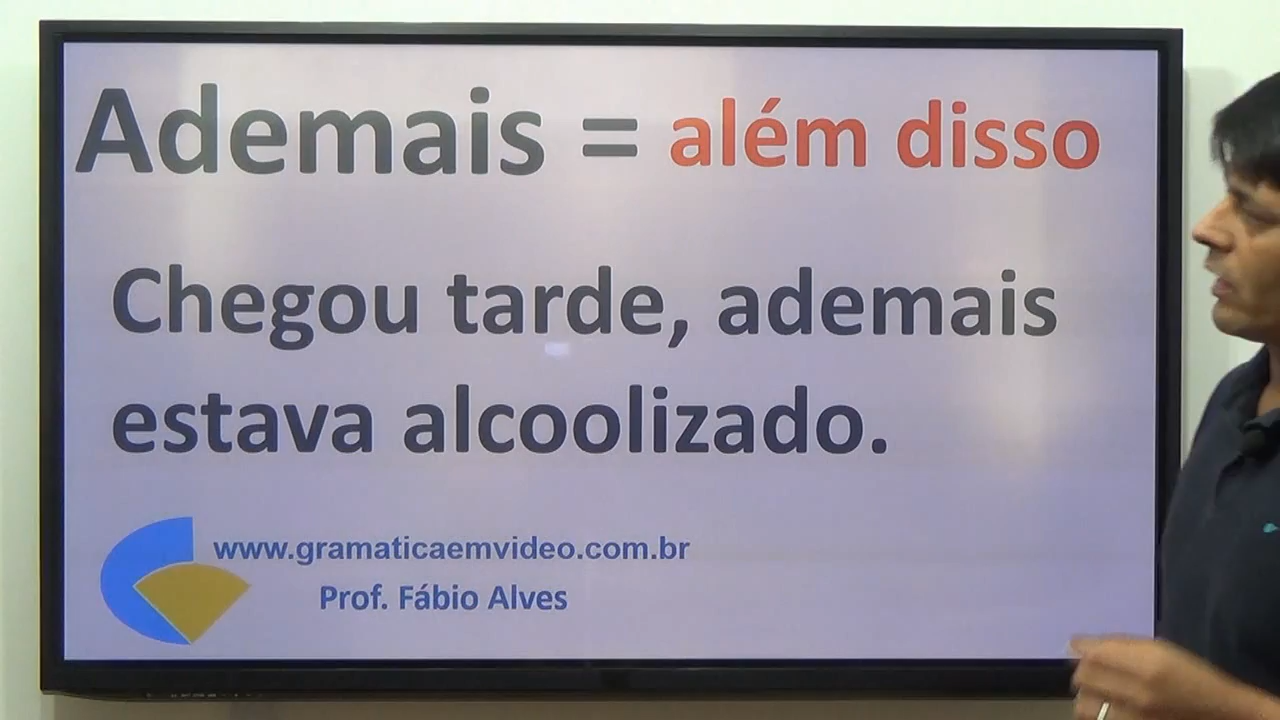 Ademais = além disso
Chegou tarde, ademais
estava alcoolizado.
www.gramaticaemvideo.com.br
Prof. Fábio Alves